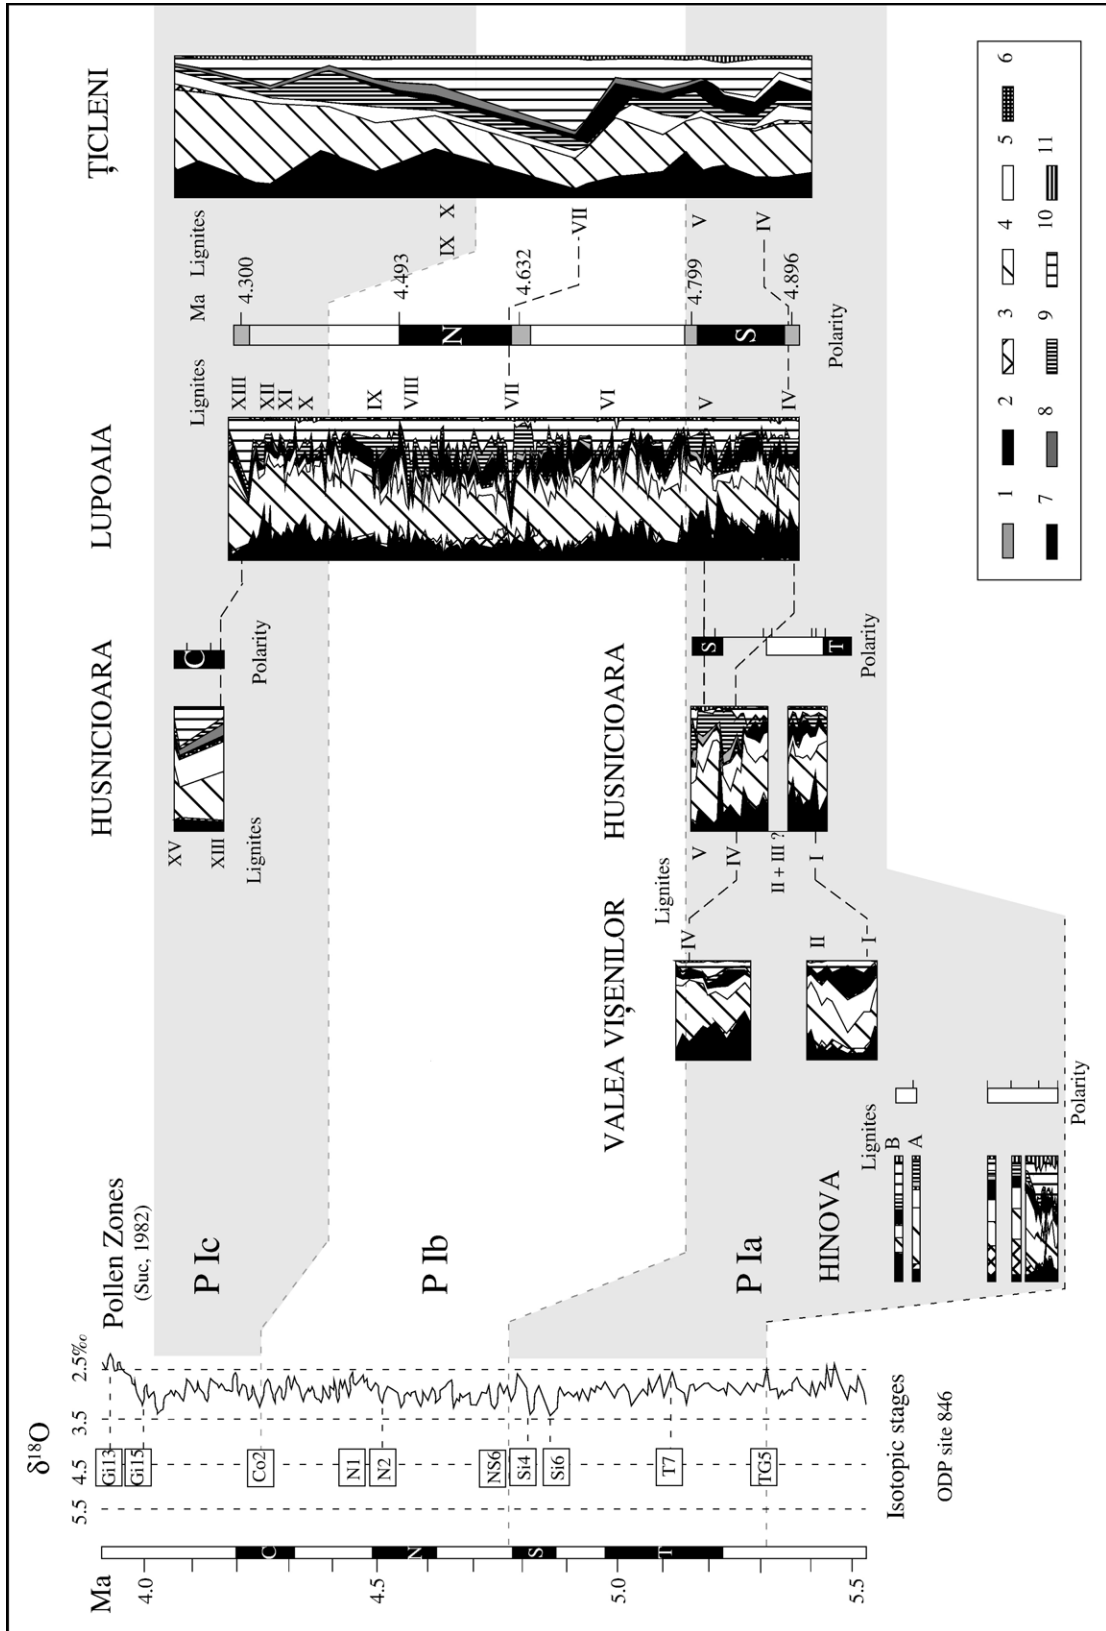 Ma
4.0
4.5
5.0
5.5
C
N
S
T
δ18O
5.5
4.5
3.5
2.5‰
Gi13
Gi15
Co2
N1
N2
NS6
Si4
Si6
T7
TG5
Isotopic stages
ODP site 846
Pollen Zones
(Suc, 1982)
P Ic
P Ib
P Ia
HINOVA
Lignites
B
A
Polarity
VALEA VIȘENILOR
Lignites
IV
II
I
HUSNICIOARA
XV
XIII
Lignites
C
Polarity
HUSNICIOARA
V
IV
II + III ?
I
S
T
Polarity
LUPOAIA
Lignites
XIII
XII
XI
X
IX
VIII
VII
VI
V
IV
N
S
Polarity
Ma
4.300
4.493
4.632
4.799
4.896
ȚICLENI
Lignites
IX
X
VII
V
IV
1
2
3
4
5
6
7
8
9
10
11